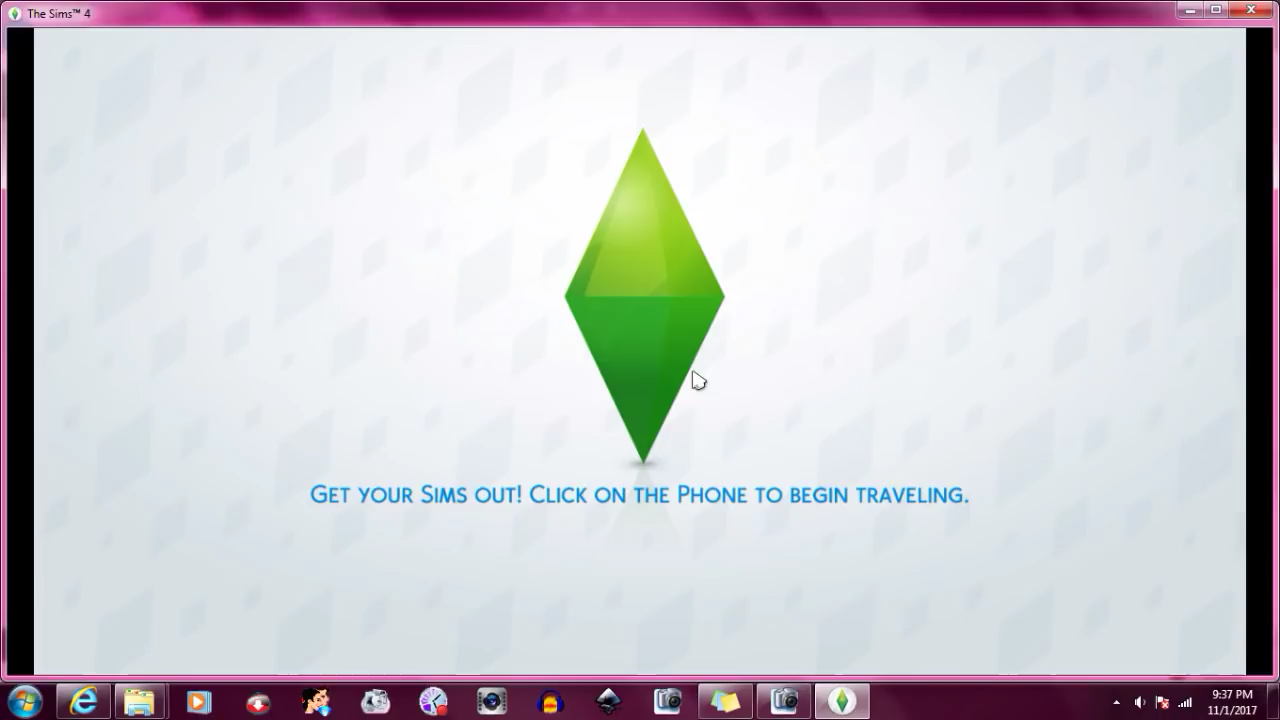 The Sims™ 4
Get your Sims out! Click on the Phone to begin traveling.
9:37 PM
11/1/2017